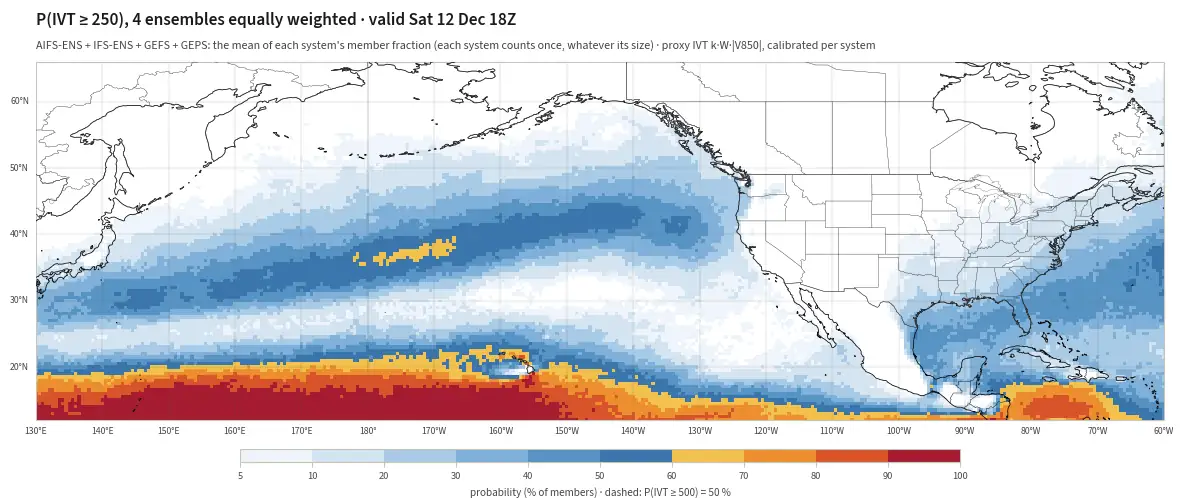 P(IVT ≥ 250), 4 ensembles equally weighted · valid Sat 12 Dec 18Z
AIFS-ENS + IFS-ENS + GEFS + GEPS: the mean of each system's member fraction (each system counts once, whatever its size) · proxy IVT k·W·|V850|, calibrated per system
60°N
50°N
40°N
30°N
20°N
130°E 140°E 150°E 160°E 170°E 180° 170°W 160°W 150°W 140°W 130°W 120°W 110°W 100°W 90°W 80°W 70°W 60°W
5 10 20 30 40 50 60 70 80 90 100
probability (% of members) · dashed: P(IVT ≥ 500) = 50 %